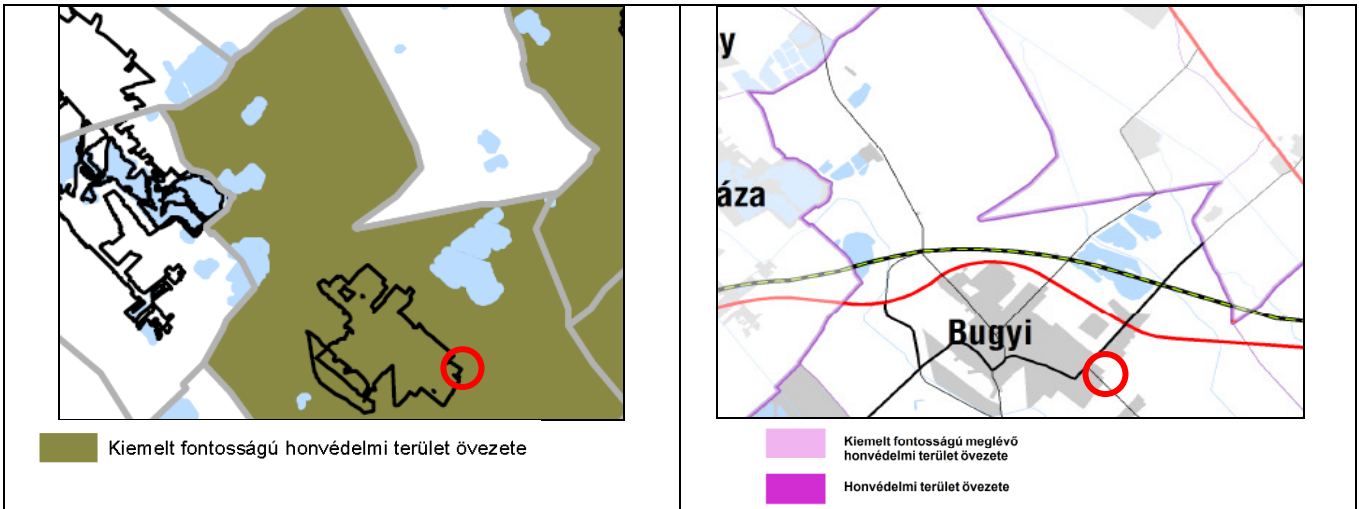 Kiemelt fontosságú honvédelmi terület övezete
y
áza
Bugyi
Kiemelt fontosságú meglévő
honvédelmi terület övezete
Honvédelmi terület övezete